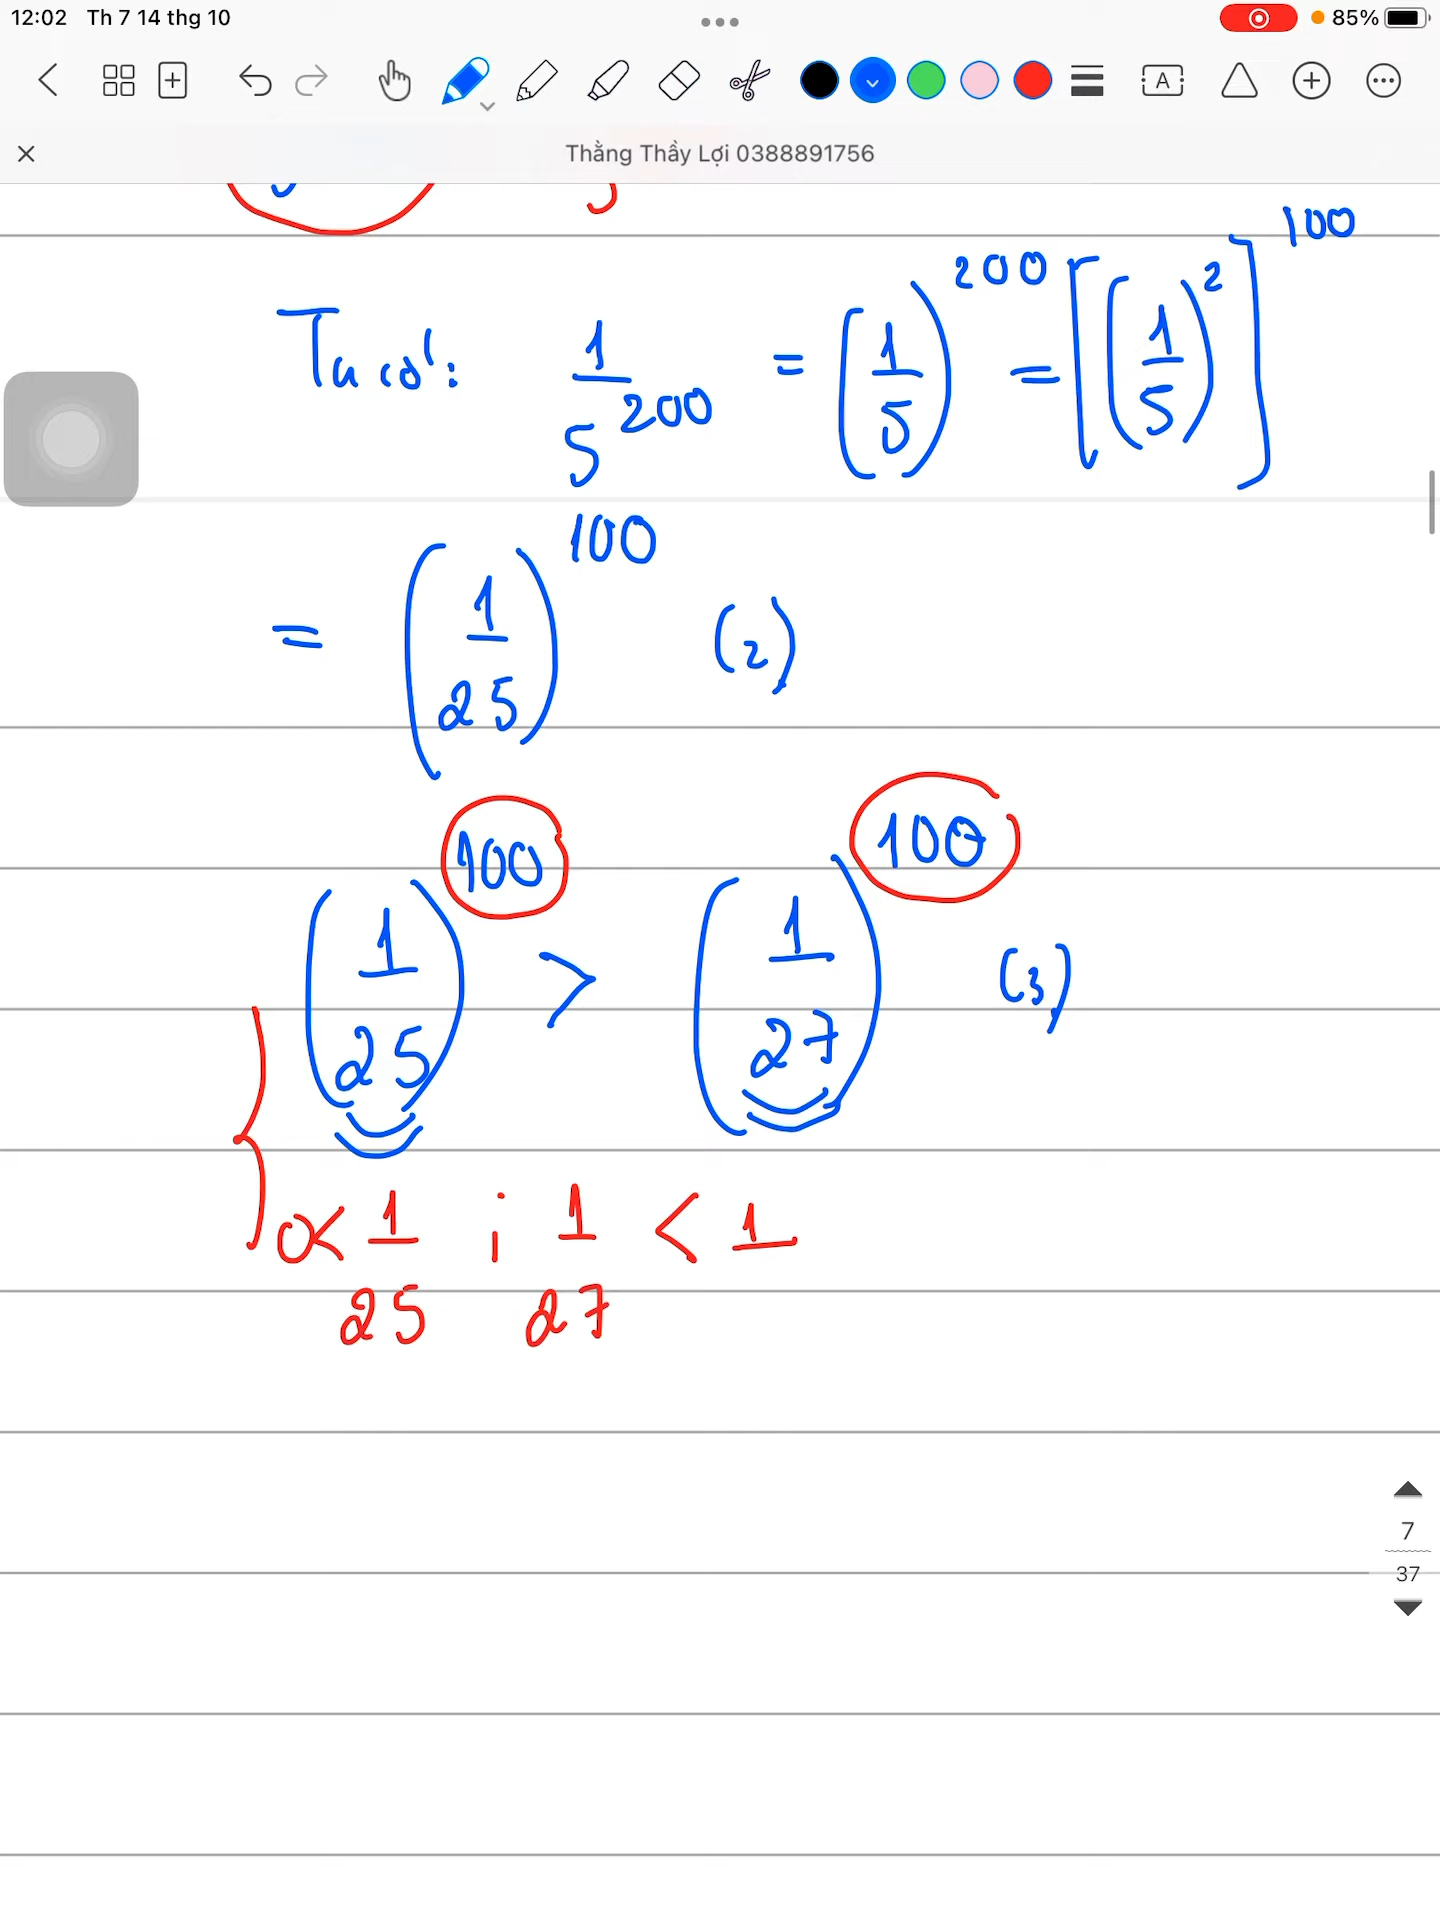 12:02 Th 7 14 thg 10 85%
A
Thằng Thầy Lợi 0388891756
Ta có: 1/5^200 = (1/5)^200 = [(1/5)^2]^100
= (1/25)^100 (2)
(1/25)^100 > (1/27)^100 (3)
0< 1/25 ; 1/27 < 1
7
37